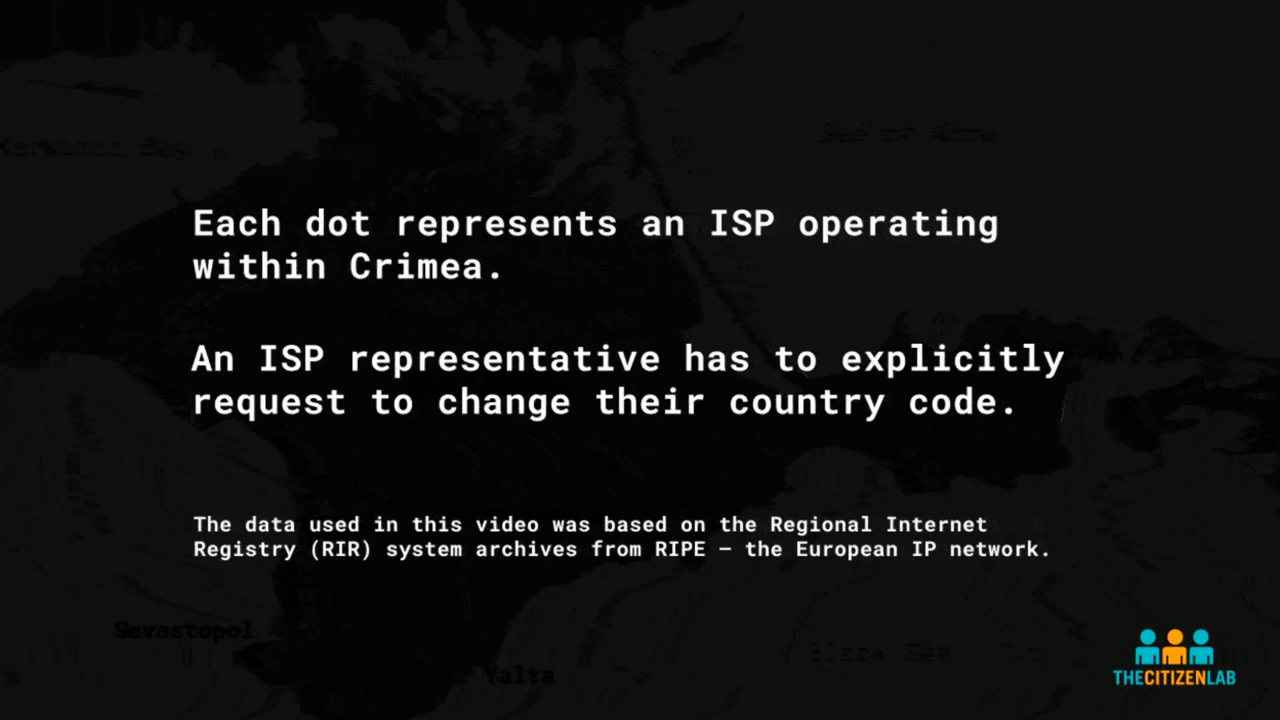 Each dot represents an ISP operating
within Crimea.
An ISP representative has to explicitly
request to change their country code.
The data used in this video was based on the Regional Internet
Registry (RIR) system archives from RIPE – the European IP network.
Sevastopol
Yalta
Black Sea
THECITIZENLAB